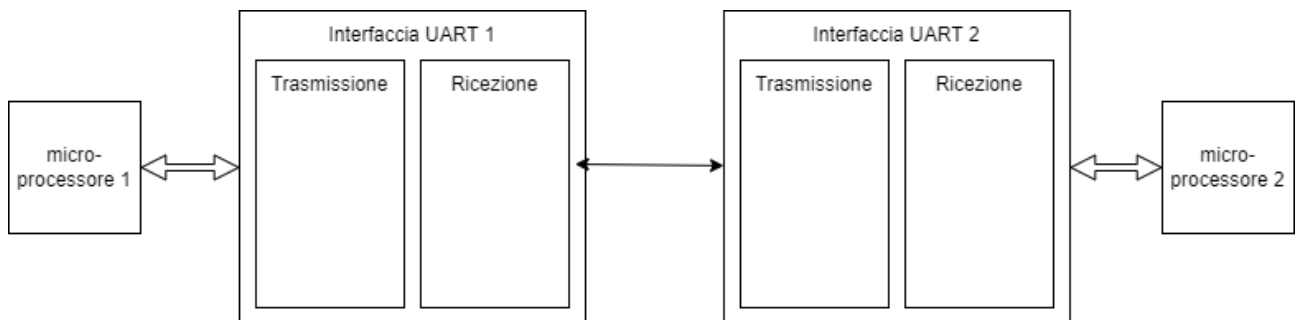 Interfaccia UART 1
Interfaccia UART 2
Trasmissione
Ricezione
Trasmissione
Ricezione
micro-
processore 1
micro-
processore 2